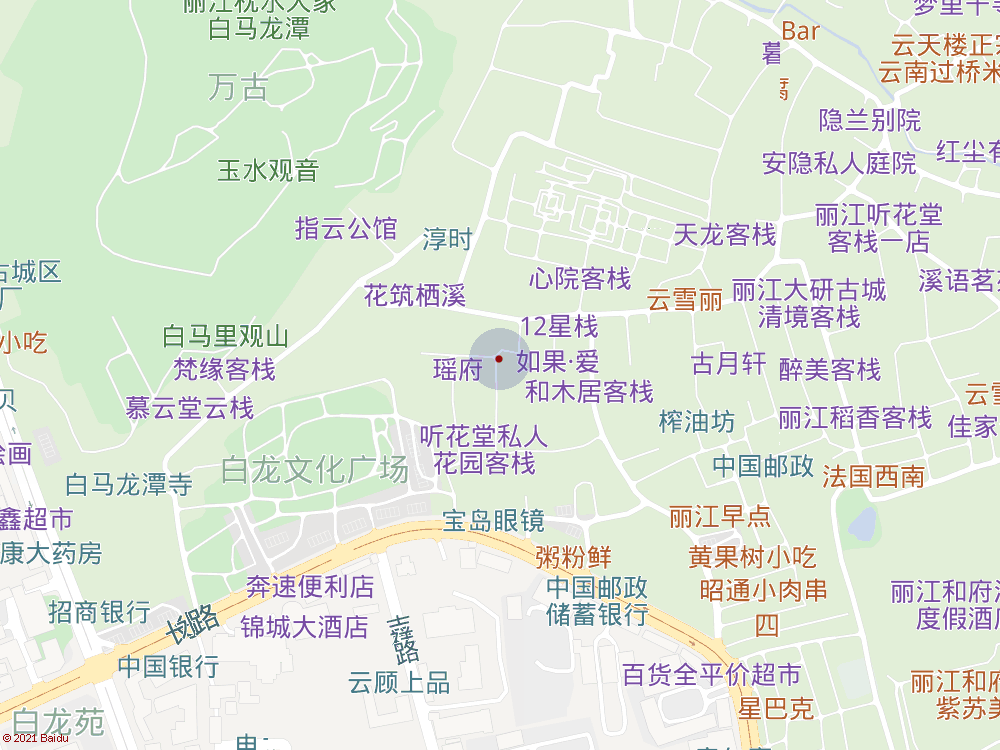 丽江枕水人家
白马龙潭
Bar
云天楼正宗
云南过桥米
万古
隐兰别院
玉水观音
安隐私人庭院
红尘有
指云公馆
淳时
天龙客栈
丽江听花堂
客栈一店
古城区
心院客栈
花筑栖溪
云雪丽
丽江大研古城
清境客栈
溪语茗
12星栈
小吃
白马里观山
梵缘客栈
瑶府
如果·爱
古月轩
醉美客栈
和木居客栈
慕云堂云栈
榨油坊
丽江稻香客栈
佳家
听花堂私人
花园客栈
绘画
白龙文化广场
中国邮政
法国西南
白马龙潭寺
鑫超市
宝岛眼镜
丽江早点
康大药房
粥粉鲜
黄果树小吃
奔速便利店
中国邮政
储蓄银行
昭通小肉串
丽江和府
度假酒店
招商银行
长路
锦城大酒店
四
中国银行
云顾上品
百货全平价超市
丽江和府
紫苏美
白龙苑
星巴克
© 2021 Baidu